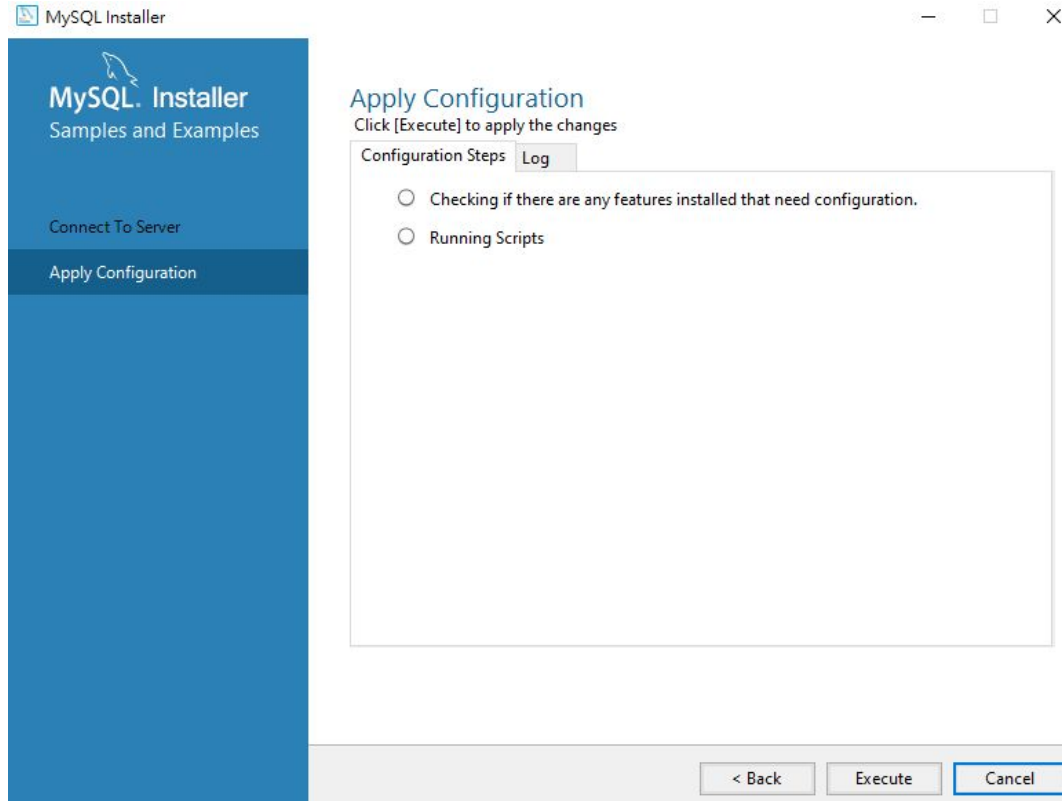 MySQL Installer
MySQL. Installer
Samples and Examples
Connect To Server
Apply Configuration
Apply Configuration
Click [Execute] to apply the changes
Configuration Steps
Log
Checking if there are any features installed that need configuration.
Running Scripts
< Back
Execute
Cancel